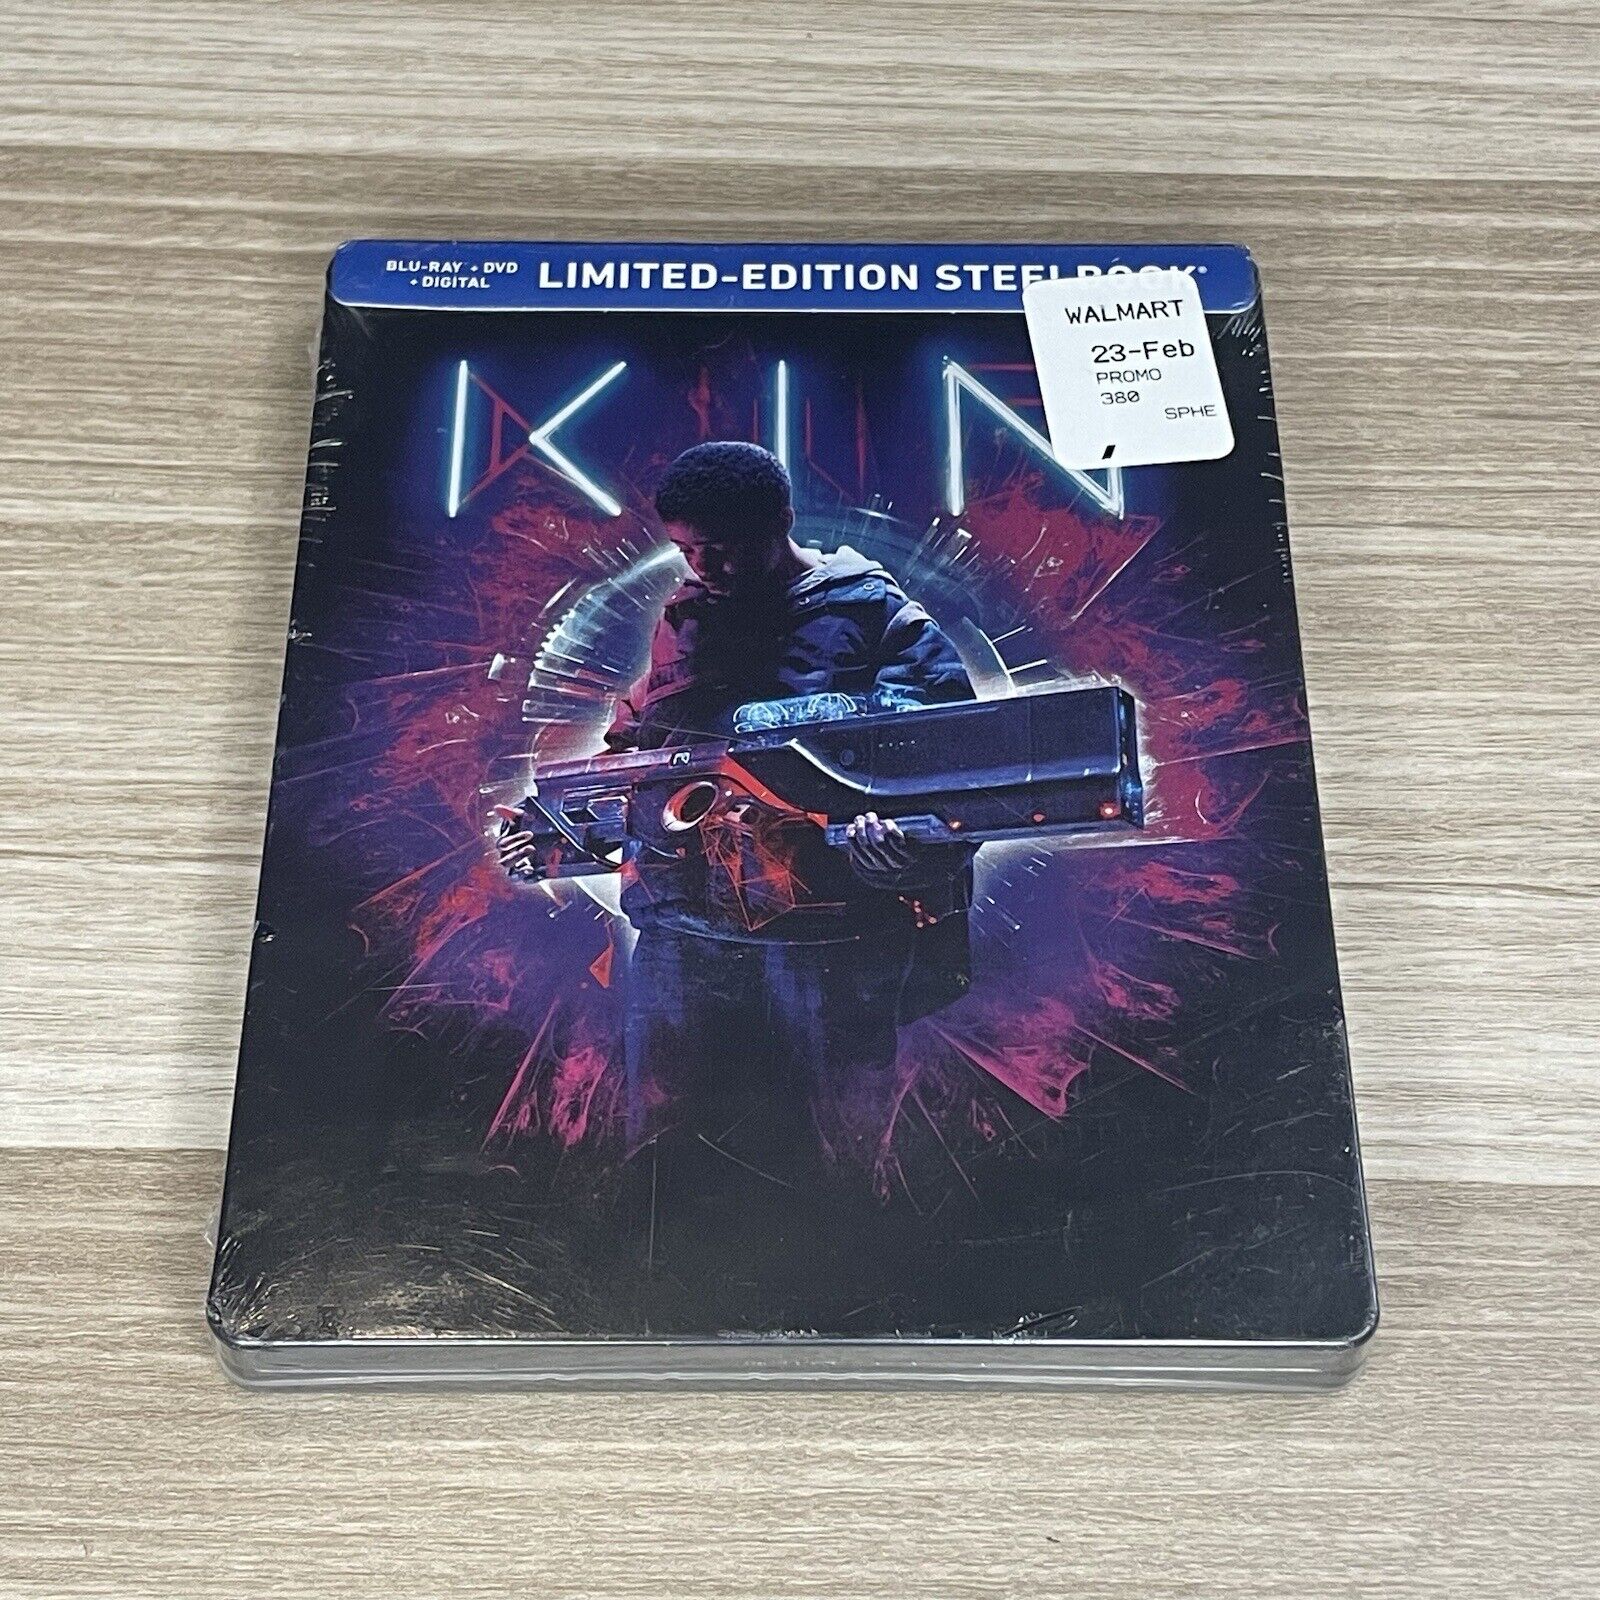 BLU-RAY + DVD
+ DIGITAL
LIMITED-EDITION STEELBOOK®
WALMART
23-Feb
PROMO
380
SPHE
KIN